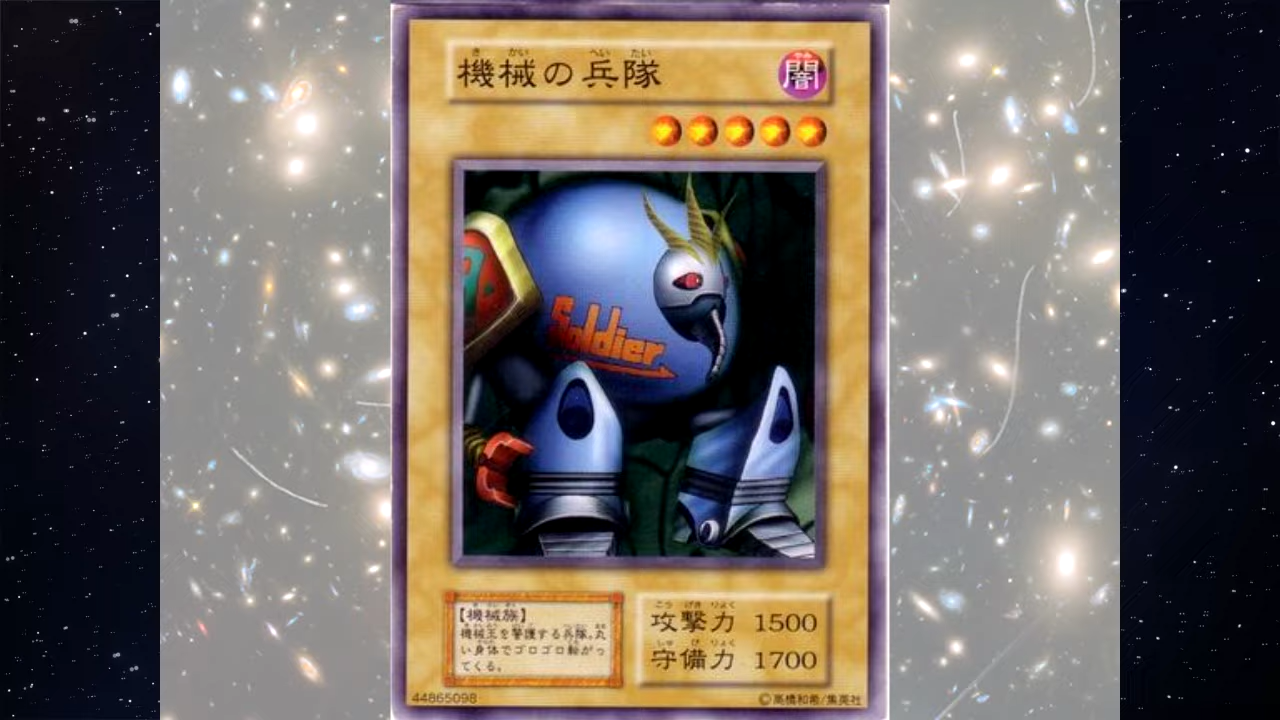 機械の兵隊
闇
Soldier
【機械族】
機械王を警護する兵隊。丸
い身体でゴロゴロ転がっ
てくる。
攻撃力 1500
守備力 1700
44865098
©高橋和希/集英社